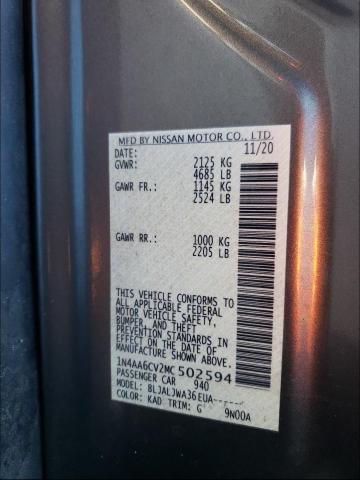 MFD BY NISSAN MOTOR CO., LTD.
DATE: 11/20
GVWR: 2125 KG
4685 LB
GAWR FR.: 1145 KG
2524 LB
GAWR RR.: 1000 KG
2205 LB
THIS VEHICLE CONFORMS TO
ALL APPLICABLE FEDERAL
MOTOR VEHICLE SAFETY,
BUMPER, AND THEFT
PREVENTION STANDARDS
IN EFFECT ON THE DATE OF
MANUFACTURE SHOWN ABOVE.
1N4AA6CV2MC502594
PASSENGER CAR 940
MODEL: BLJALJWA36EUA-----
COLOR: KAD TRIM: G 9N00A